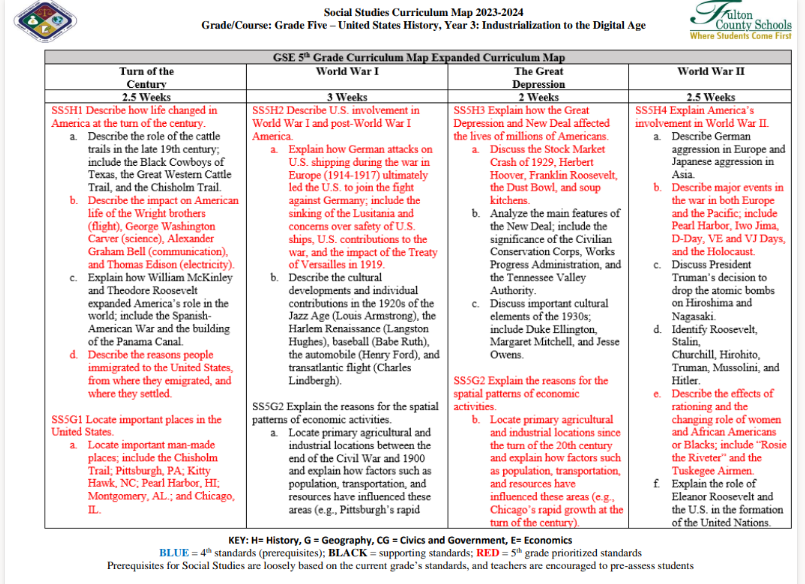 Social Studies Curriculum Map 2023-2024
Grade/Course: Grade Five – United States History, Year 3: Industrialization to the Digital Age
Fulton
County Schools
Where Students Come First
GSE 5th Grade Curriculum Map Expanded Curriculum Map
Turn of the
Century
2.5 Weeks
SS5H1 Describe how life changed in
America at the turn of the century.
a. Describe the role of the cattle
trails in the late 19th century;
include the Black Cowboys of
Texas, the Great Western Cattle
Trail, and the Chisholm Trail.
b. Describe the impact on American
life of the Wright brothers
(flight), George Washington
Carver (science), Alexander
Graham Bell (communication),
and Thomas Edison (electricity).
c. Explain how William McKinley
and Theodore Roosevelt
expanded America's role in the
world; include the Spanish-
American War and the building
of the Panama Canal.
d. Describe the reasons people
immigrated to the United States,
from where they emigrated, and
where they settled.
SS5G1 Locate important places in the
United States.
a. Locate important man-made
places; include the Chisholm
Trail; Pittsburgh, PA; Kitty
Hawk, NC; Pearl Harbor, HI;
Montgomery, AL.; and Chicago,
IL.
World War I
3 Weeks
SS5H2 Describe U.S. involvement in
World War I and post-World War I
America.
a. Explain how German attacks on
U.S. shipping during the war in
Europe (1914-1917) ultimately
led the U.S. to join the fight
against Germany; include the
sinking of the Lusitania and
concerns over safety of U.S.
ships, U.S. contributions to the
war, and the impact of the Treaty
of Versailles in 1919.
b. Describe the cultural
developments and individual
contributions in the 1920s of the
Jazz Age (Louis Armstrong), the
Harlem Renaissance (Langston
Hughes), baseball (Babe Ruth),
the automobile (Henry Ford), and
transatlantic flight (Charles
Lindbergh).
SS5G2 Explain the reasons for the spatial
patterns of economic activities.
a. Locate primary agricultural and
industrial locations between the
end of the Civil War and 1900
and explain how factors such as
population, transportation, and
resources have influenced these
areas (e.g., Pittsburgh's rapid
The Great
Depression
2 Weeks
SS5H3 Explain how the Great
Depression and New Deal affected
the lives of millions of Americans.
a. Discuss the Stock Market
Crash of 1929, Herbert
Hoover, Franklin Roosevelt,
the Dust Bowl, and soup
kitchens.
b. Analyze the main features of
the New Deal; include the
significance of the Civilian
Conservation Corps, Works
Progress Administration, and
the Tennessee Valley
Authority.
c. Discuss important cultural
elements of the 1930s;
include Duke Ellington,
Margaret Mitchell, and Jesse
Owens.
SS5G2 Explain the reasons for the
spatial patterns of economic
activities.
b. Locate primary agricultural
and industrial locations since
the turn of the 20th century
and explain how factors such
as population, transportation,
and resources have
influenced these areas (e.g.,
Chicago's rapid growth at the
turn of the century).
World War II
2.5 Weeks
SS5H4 Explain America's
involvement in World War II.
a. Describe German
aggression in Europe and
Japanese aggression in
Asia.
b. Describe major events in
the war in both Europe
and the Pacific; include
Pearl Harbor, Iwo Jima,
D-Day, VE and VJ Days,
and the Holocaust.
c. Discuss President
Truman's decision to
drop the atomic bombs
on Hiroshima and
Nagasaki.
d. Identify Roosevelt,
Stalin,
Churchill, Hirohito,
Truman, Mussolini, and
Hitler.
e. Describe the effects of
rationing and the
changing role of women
and African Americans
or Blacks; include "Rosie
the Riveter" and the
Tuskegee Airmen.
f. Explain the role of
Eleanor Roosevelt and
the U.S. in the formation
of the United Nations.
KEY: H= History, G = Geography, CG = Civics and Government, E= Economics
BLUE = 4th standards (prerequisites); BLACK = supporting standards; RED = 5th grade prioritized standards
Prerequisites for Social Studies are loosely based on the current grade's standards, and teachers are encouraged to pre-assess students